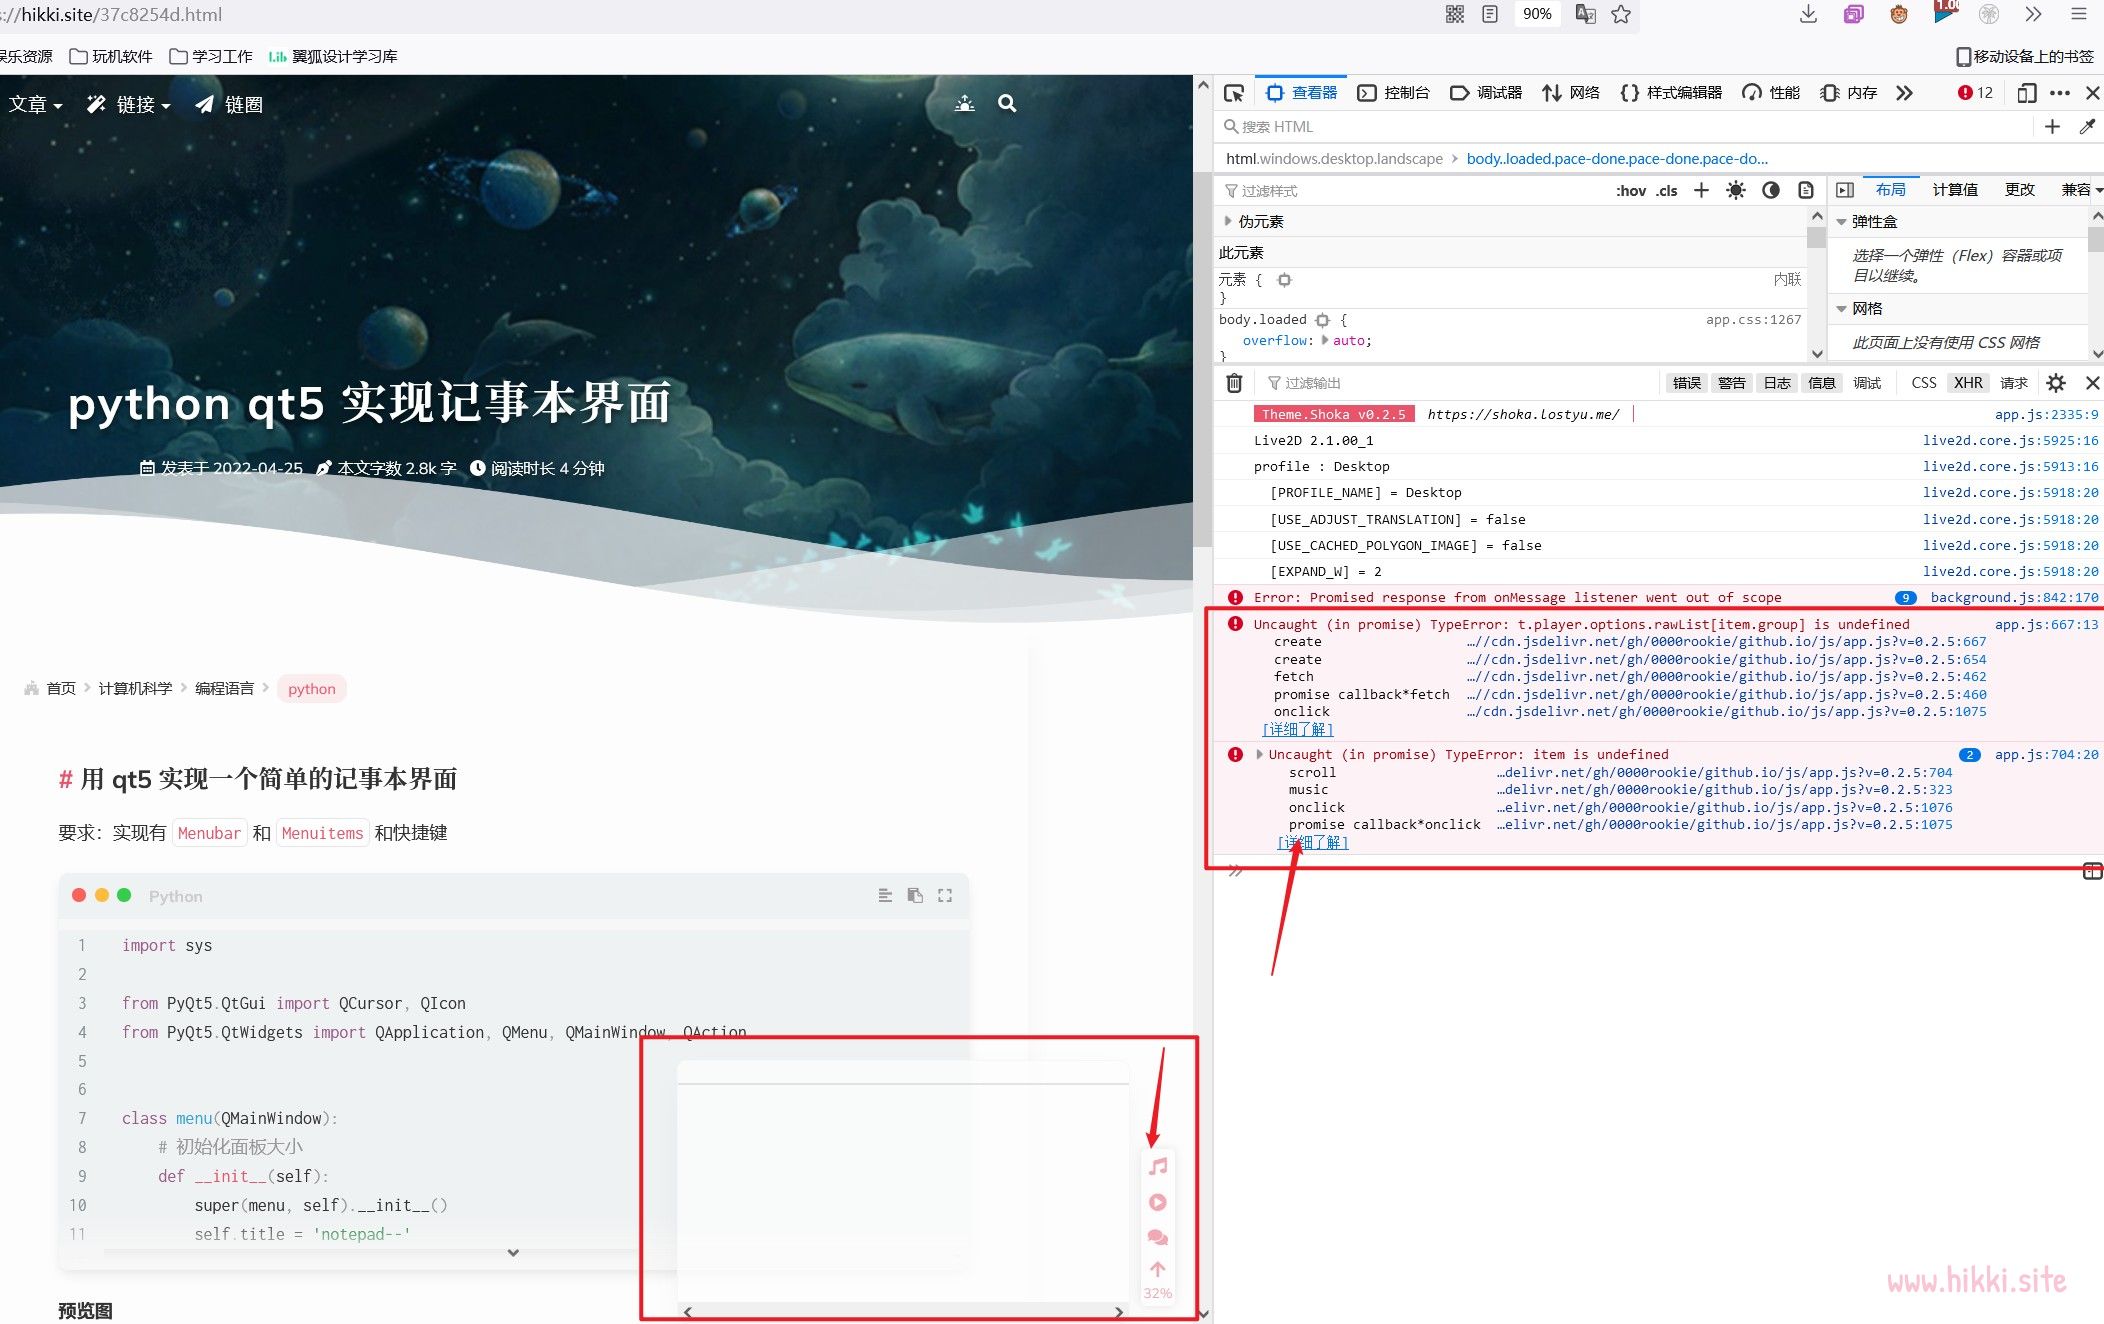 ://hikki.site/37c8254d.html
90%
1.00
娱乐资源 玩机软件 学习工作 Lib 翼狐设计学习库
移动设备上的书签
文章 链接 链圈
python qt5 实现记事本界面
发表于 2022-04-25 本文字数 2.8k 字 阅读时长 4 分钟
首页 > 计算机科学 > 编程语言 > python
# 用 qt5 实现一个简单的记事本界面
要求：实现有 Menubar 和 Menuitems 和快捷键
Python
1 import sys
2
3 from PyQt5.QtGui import QCursor, QIcon
4 from PyQt5.QtWidgets import QApplication, QMenu, QMainWindow, QAction
5
6
7 class menu(QMainWindow):
8 # 初始化面板大小
9 def __init__(self):
10 super(menu, self).__init__()
11 self.title = 'notepad--'
预览图
32%
查看器 控制台 调试器 网络 {} 样式编辑器 性能 内存 12
搜索 HTML
html.windows.desktop.landscape > body..loaded.pace-done.pace-done.pace-do...
过滤样式 :hov .cls
伪元素
此元素
元素 { 内联
}
body.loaded { app.css:1267
overflow: auto;
}
布局 计算值 更改 兼容
弹性盒
选择一个弹性（Flex）容器或项目以继续。
网格
此页面上没有使用 CSS 网格
过滤输出 错误 警告 日志 信息 调试 CSS XHR 请求
Theme.Shoka v0.2.5 https://shoka.lostyu.me/ app.js:2335:9
Live2D 2.1.00_1 live2d.core.js:5925:16
profile : Desktop live2d.core.js:5913:16
[PROFILE_NAME] = Desktop live2d.core.js:5918:20
[USE_ADJUST_TRANSLATION] = false live2d.core.js:5918:20
[USE_CACHED_POLYGON_IMAGE] = false live2d.core.js:5918:20
[EXPAND_W] = 2 live2d.core.js:5918:20
Error: Promised response from onMessage listener went out of scope 9 background.js:842:170
Uncaught (in promise) TypeError: t.player.options.rawList[item.group] is undefined app.js:667:13
create …//cdn.jsdelivr.net/gh/0000rookie/github.io/js/app.js?v=0.2.5:667
create …//cdn.jsdelivr.net/gh/0000rookie/github.io/js/app.js?v=0.2.5:654
fetch …//cdn.jsdelivr.net/gh/0000rookie/github.io/js/app.js?v=0.2.5:462
promise callback*fetch …//cdn.jsdelivr.net/gh/0000rookie/github.io/js/app.js?v=0.2.5:460
onclick …/cdn.jsdelivr.net/gh/0000rookie/github.io/js/app.js?v=0.2.5:1075
[详细了解]
Uncaught (in promise) TypeError: item is undefined 2 app.js:704:20
scroll …delivr.net/gh/0000rookie/github.io/js/app.js?v=0.2.5:704
music …delivr.net/gh/0000rookie/github.io/js/app.js?v=0.2.5:323
onclick …elivr.net/gh/0000rookie/github.io/js/app.js?v=0.2.5:1076
promise callback*onclick …elivr.net/gh/0000rookie/github.io/js/app.js?v=0.2.5:1075
[详细了解]
www.hikki.site